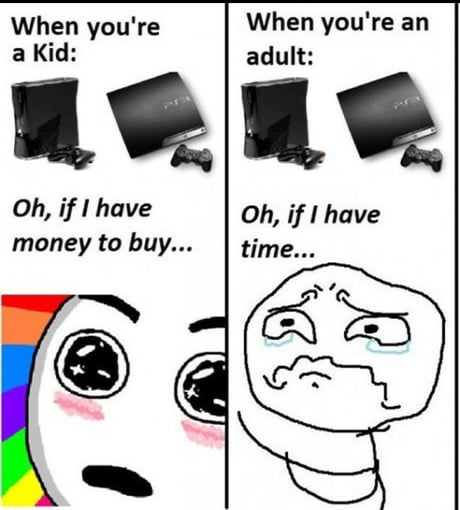 When you're
a Kid:
Oh, if I have
money to buy...
When you're an
adult:
Oh, if I have
time...